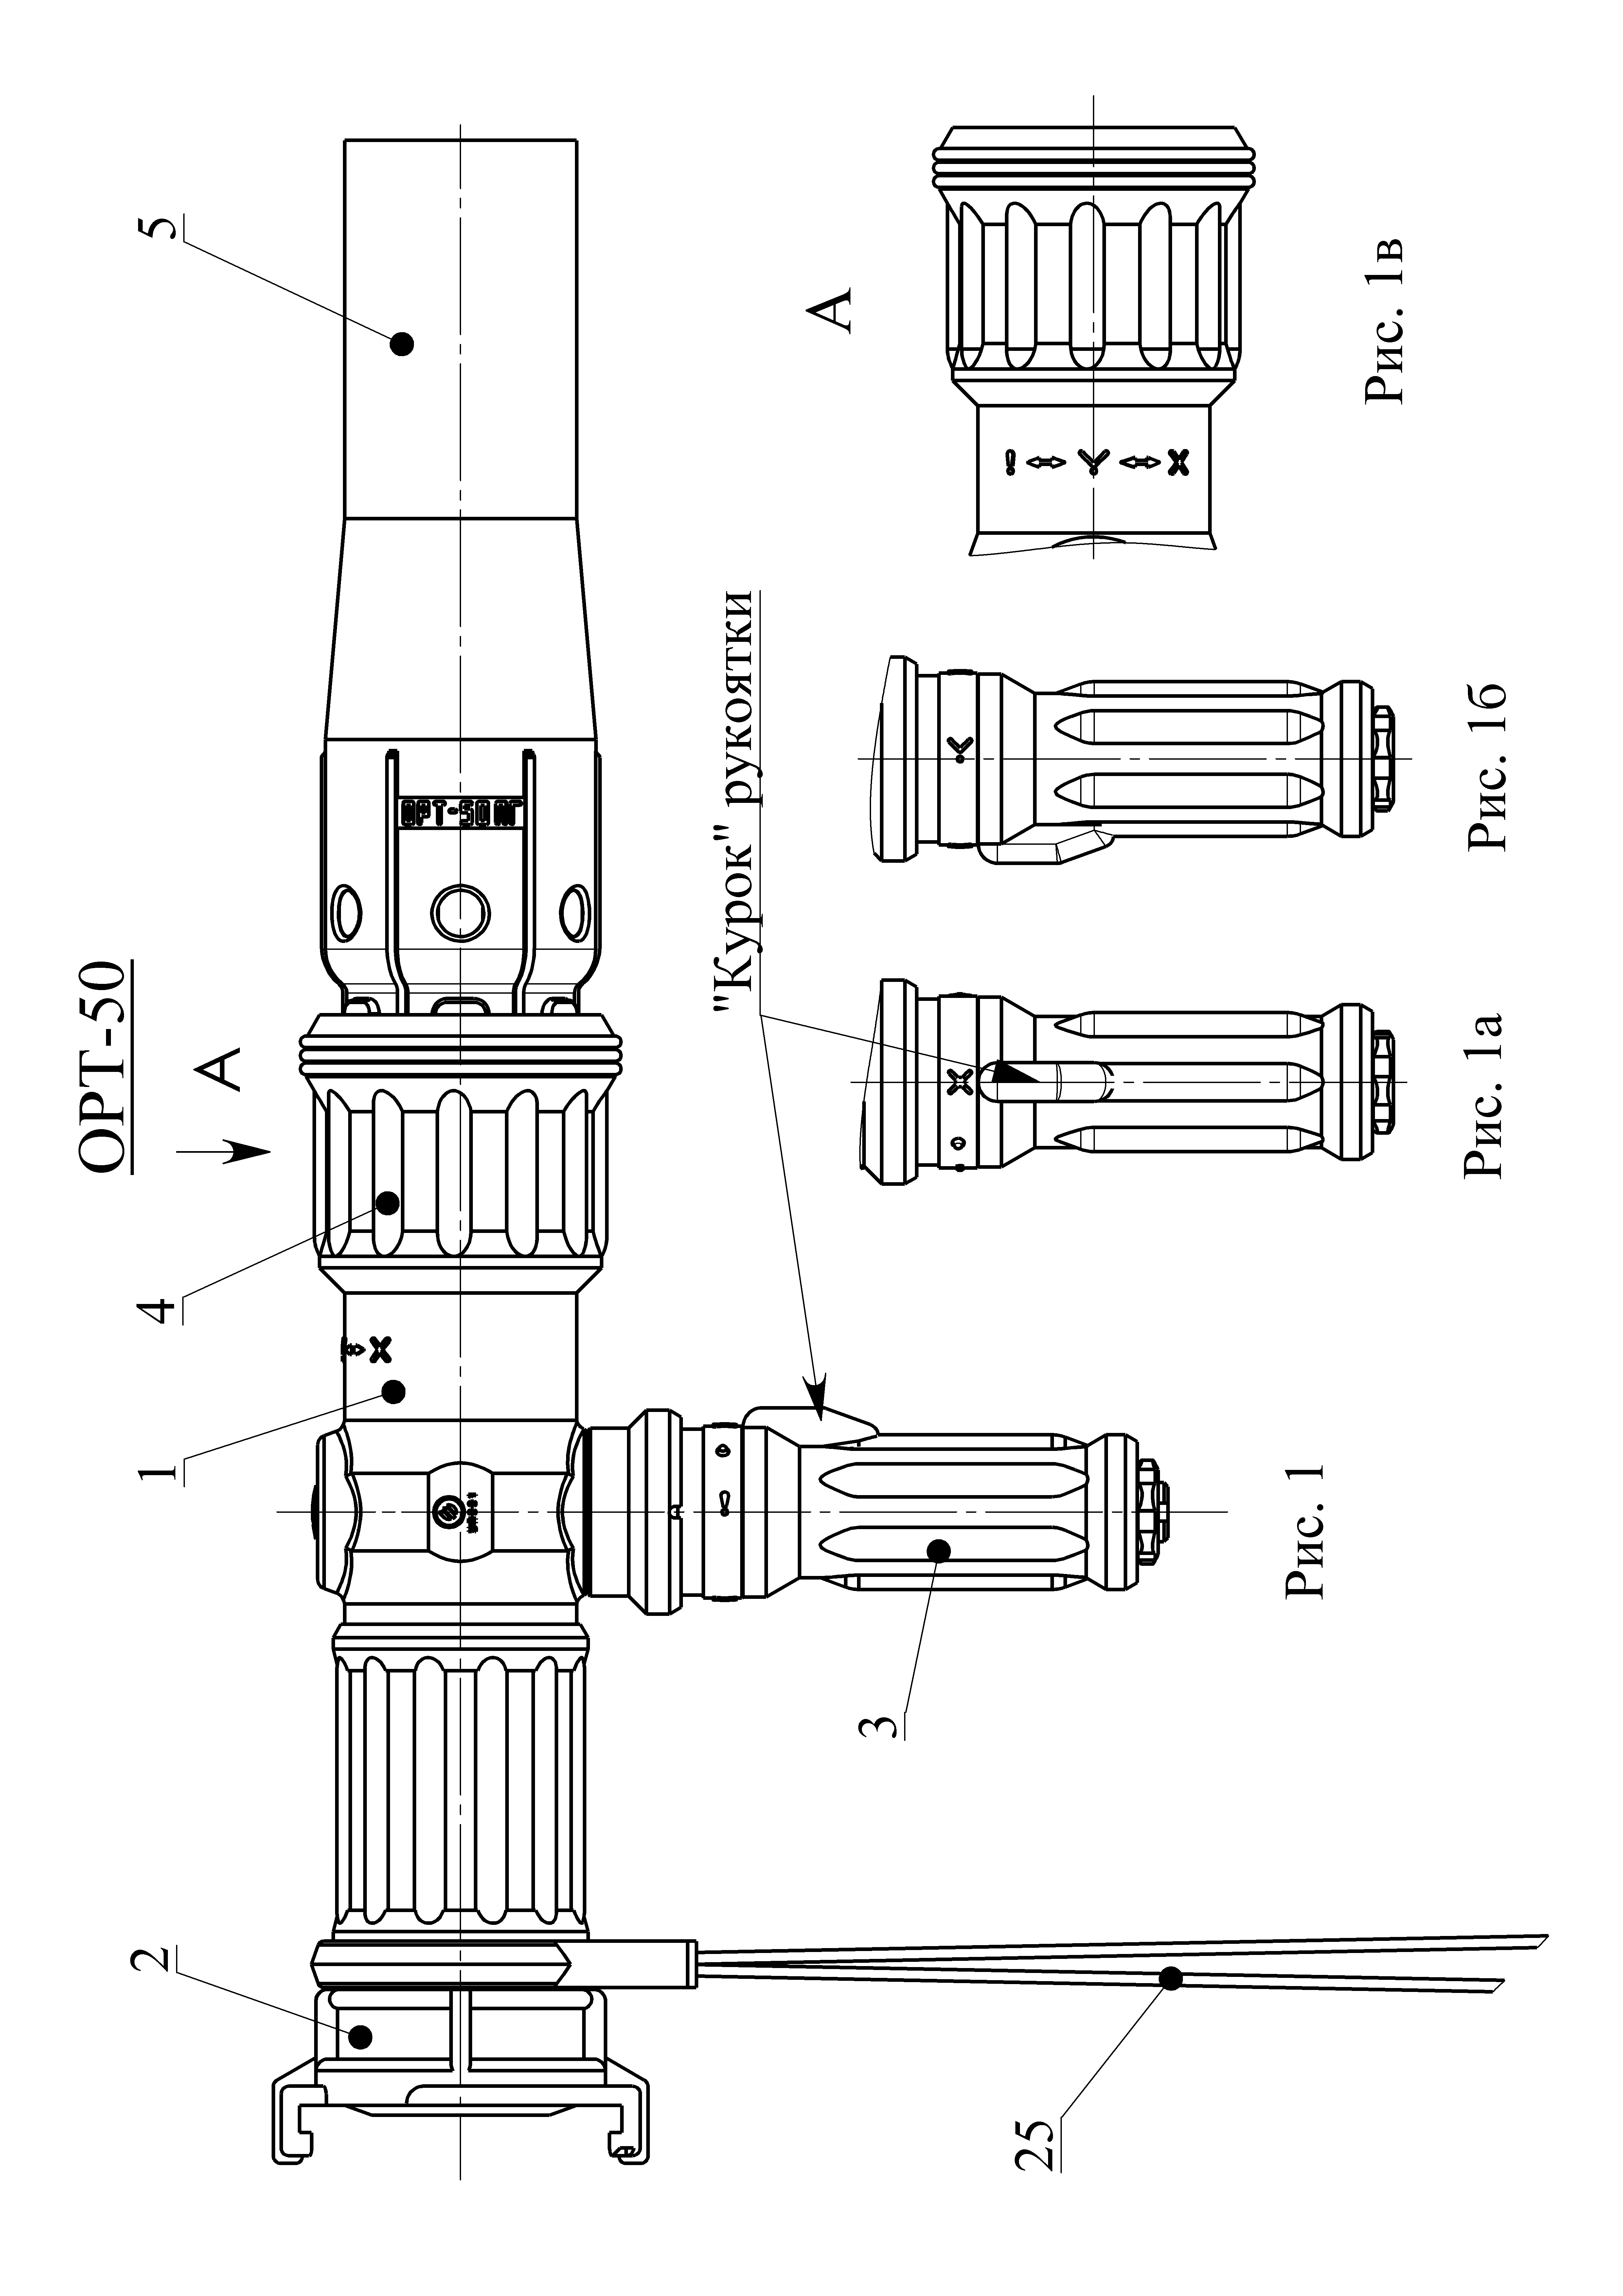 ОРТ-50
А
5
4
1
2
ОРТ-50
3
25
"Курок" рукоятки
А
! ⇔ Y ⇔ X
X
!
X
Рис. 1
Рис. 1а
Рис. 1б
Рис. 1в